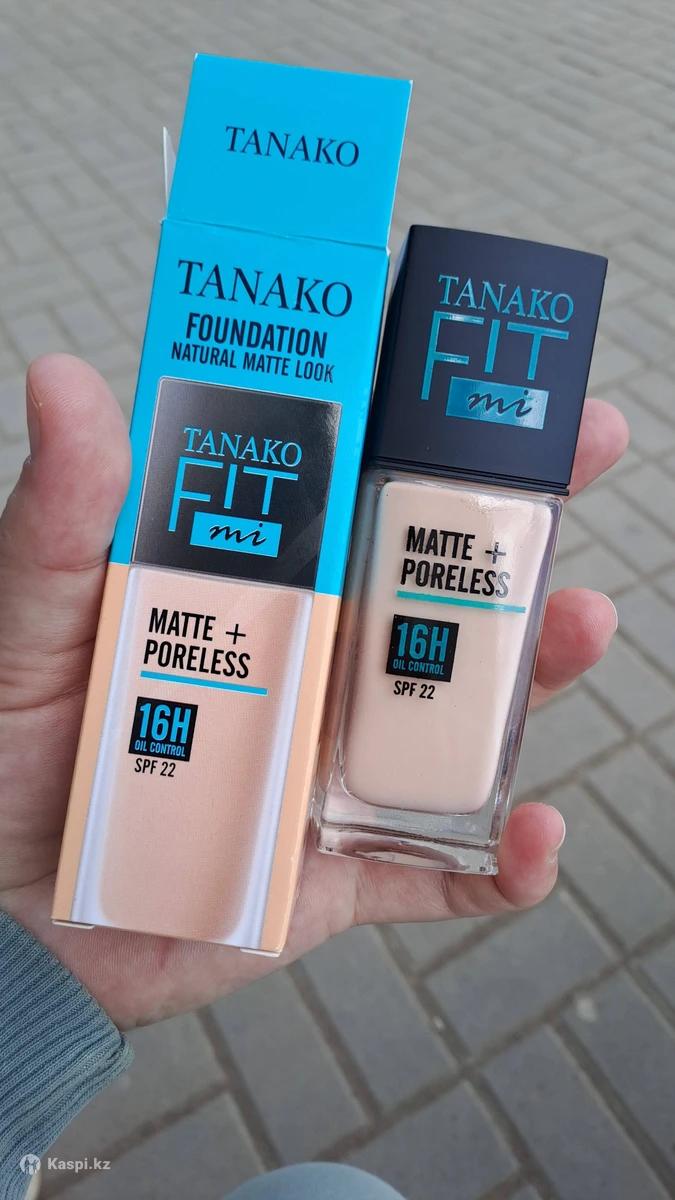 TANAKO
TANAKO
FOUNDATION
NATURAL MATTE LOOK
TANAKO
FIT
mi
MATTE +
PORELESS
16H
OIL CONTROL
SPF 22
TANAKO
FIT
mi
MATTE +
PORELESS
16H
OIL CONTROL
SPF 22
Kaspi.kz